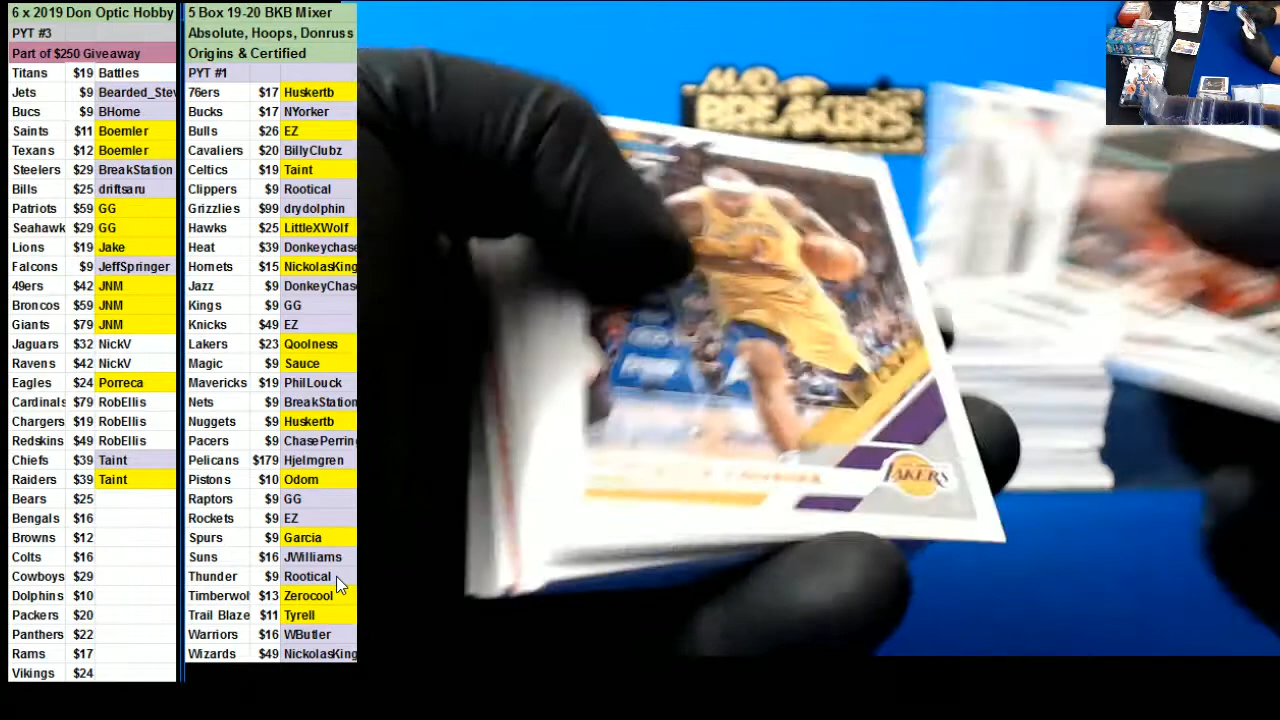 6 x 2019 Don Optic Hobby
PYT #3
Part of $250 Giveaway
Titans $19 Battles
Jets $9 Bearded_Stev
Bucs $9 BHome
Saints $11 Boemler
Texans $12 Boemler
Steelers $29 BreakStation
Bills $25 driftsaru
Patriots $59 GG
Seahawk $29 GG
Lions $19 Jake
Falcons $9 JeffSpringer
49ers $42 JNM
Broncos $59 JNM
Giants $79 JNM
Jaguars $32 NickV
Ravens $42 NickV
Eagles $24 Porreca
Cardinals $79 RobEllis
Chargers $19 RobEllis
Redskins $49 RobEllis
Chiefs $39 Taint
Raiders $39 Taint
Bears $25
Bengals $16
Browns $12
Colts $16
Cowboys $29
Dolphins $10
Packers $20
Panthers $22
Rams $17
Vikings $24
5 Box 19-20 BKB Mixer
Absolute, Hoops, Donruss
Origins & Certified
PYT #1
76ers $17 Huskertb
Bucks $17 NYorker
Bulls $26 EZ
Cavaliers $20 BillyClubz
Celtics $19 Taint
Clippers $9 Rootical
Grizzlies $99 drydolphin
Hawks $25 LittleXWolf
Heat $39 Donkeychase
Hornets $15 NickolasKing
Jazz $9 DonkeyChase
Kings $9 GG
Knicks $49 EZ
Lakers $23 Qoolness
Magic $9 Sauce
Mavericks $19 PhilLouck
Nets $9 BreakStation
Nuggets $9 Huskertb
Pacers $9 ChasePerrin
Pelicans $179 Hjelmgren
Pistons $10 Odom
Raptors $9 GG
Rockets $9 EZ
Spurs $9 Garcia
Suns $16 JWilliams
Thunder $9 Rootical
Timberwol $13 Zerocool
Trail Blaze $11 Tyrell
Warriors $16 WButler
Wizards $49 NickolasKing
MOJO
BREAKERS
LAKERS